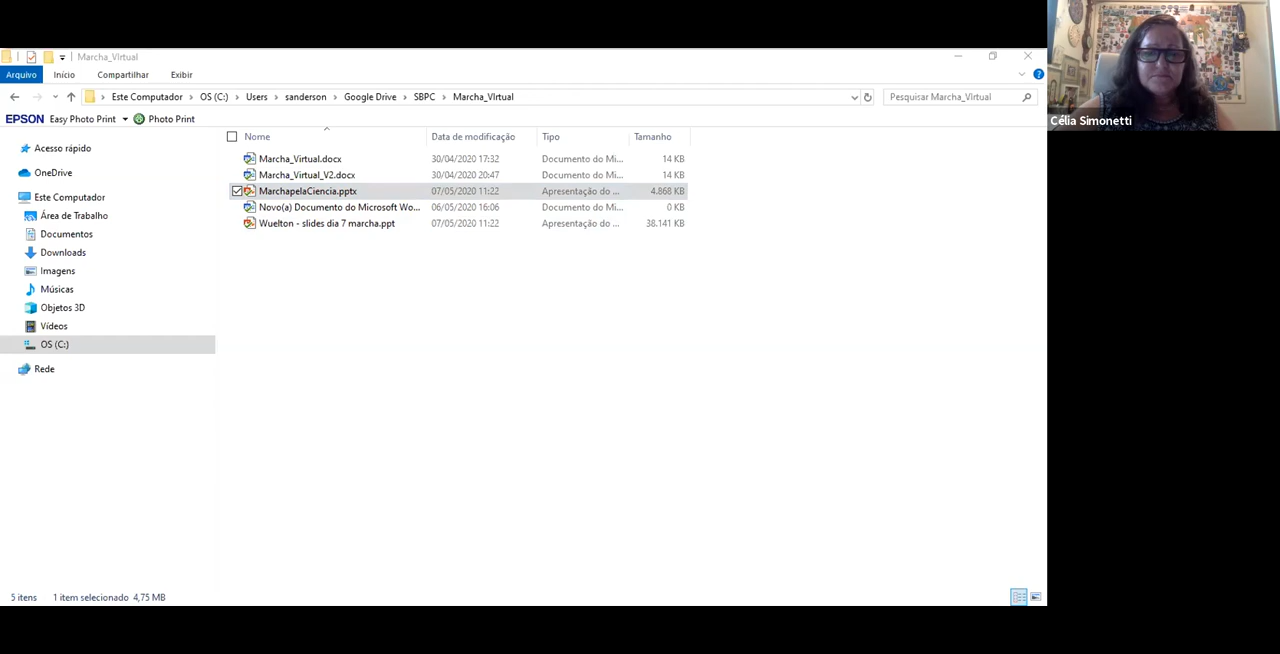 Marcha_VIrtual
Arquivo Início Compartilhar Exibir
Este Computador OS (C:) Users sanderson Google Drive SBPC Marcha_VIrtual Pesquisar Marcha_VIrtual
EPSON Easy Photo Print Photo Print
Nome Data de modificação Tipo Tamanho
Marcha_Virtual.docx 30/04/2020 17:32 Documento do Mi... 14 KB
Marcha_Virtual_V2.docx 30/04/2020 20:47 Documento do Mi... 14 KB
MarchapelaCiencia.pptx 07/05/2020 11:22 Apresentação do ... 4.868 KB
Novo(a) Documento do Microsoft Wo... 06/05/2020 16:06 Documento do Mi... 0 KB
Wuelton - slides dia 7 marcha.ppt 07/05/2020 11:22 Apresentação do ... 38.141 KB
Acesso rápido
OneDrive
Este Computador
Área de Trabalho
Documentos
Downloads
Imagens
Músicas
Objetos 3D
Vídeos
OS (C:)
Rede
5 itens 1 item selecionado 4,75 MB
Célia Simonetti